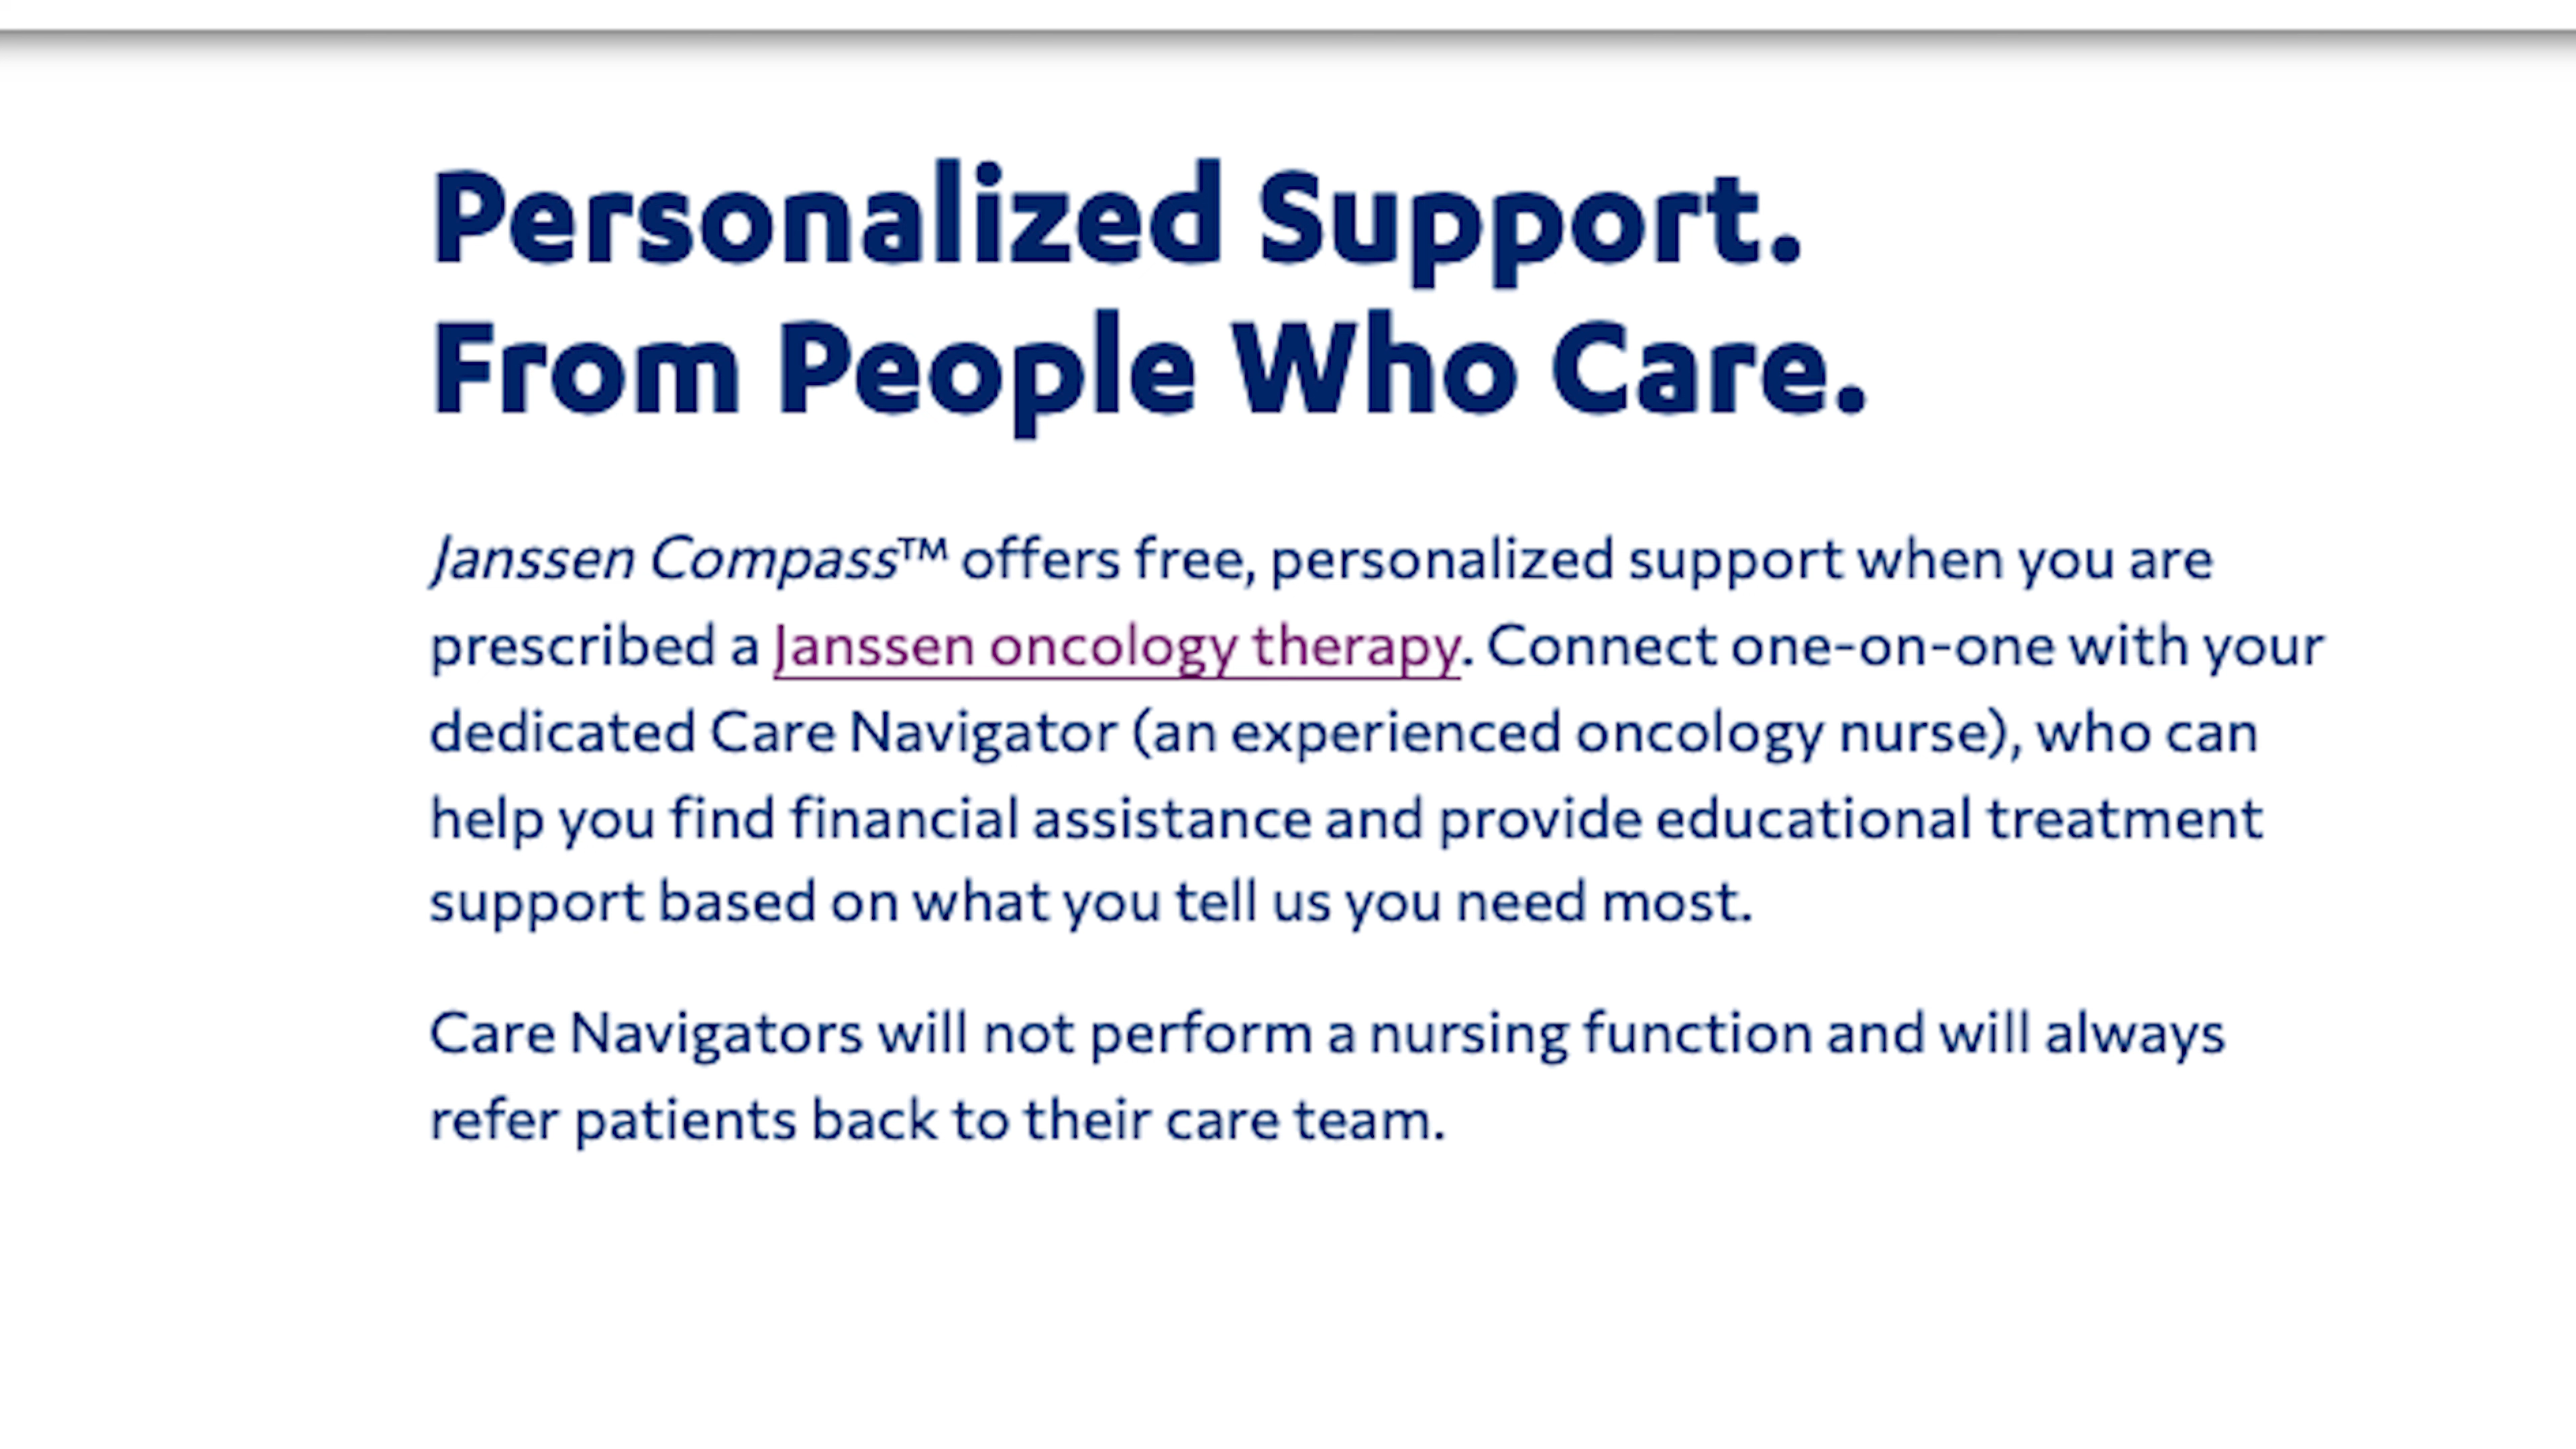 Personalized Support.
From People Who Care.
Janssen Compass™ offers free, personalized support when you are
prescribed a Janssen oncology therapy. Connect one-on-one with your
dedicated Care Navigator (an experienced oncology nurse), who can
help you find financial assistance and provide educational treatment
support based on what you tell us you need most.
Care Navigators will not perform a nursing function and will always
refer patients back to their care team.